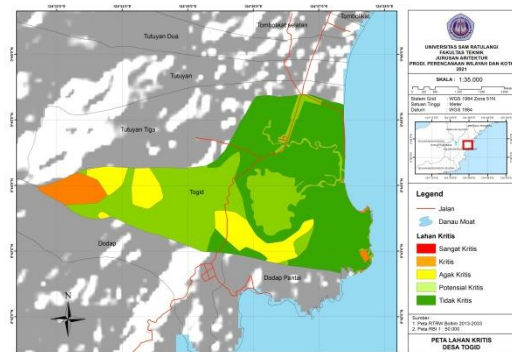 Tombolikat Selatan
Tombolikat
Tutuyan Dua
Tutuyan
Tutuyan Tiga
Togid
Dodap
Dodap Pantai
N
UNIVERSITAS SAM RATULANGI
FAKULTAS TEKNIK
JURUSAN ARITEKTUR
PRODI. PERENCANAAN WILAYAH DAN KOTA
2021
SKALA : 1:35.000
Sistem Grid : WGS 1984 Zona 51N
Satuan Tinggi : Meter
Datum : WGS 1984
Legend
Jalan
Danau Moat
Lahan Kritis
Sangat Kritis
Kritis
Agak Kritis
Potensial Kritis
Tidak Kritis
Sumber :
1. Peta RTRW Boltim 2013-2033
2. Peta RBI 1 : 50.000
PETA LAHAN KRITIS
DESA TOGID